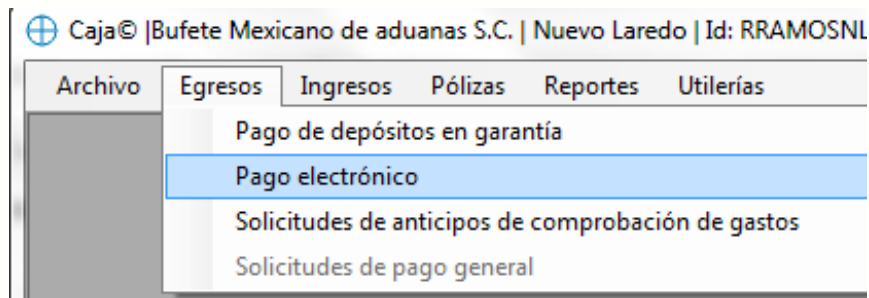 Caja© |Bufete Mexicano de aduanas S.C. | Nuevo Laredo | Id: RRAMOSNL
Archivo Egresos Ingresos Pólizas Reportes Utilerías
Pago de depósitos en garantía
Pago electrónico
Solicitudes de anticipos de comprobación de gastos
Solicitudes de pago general